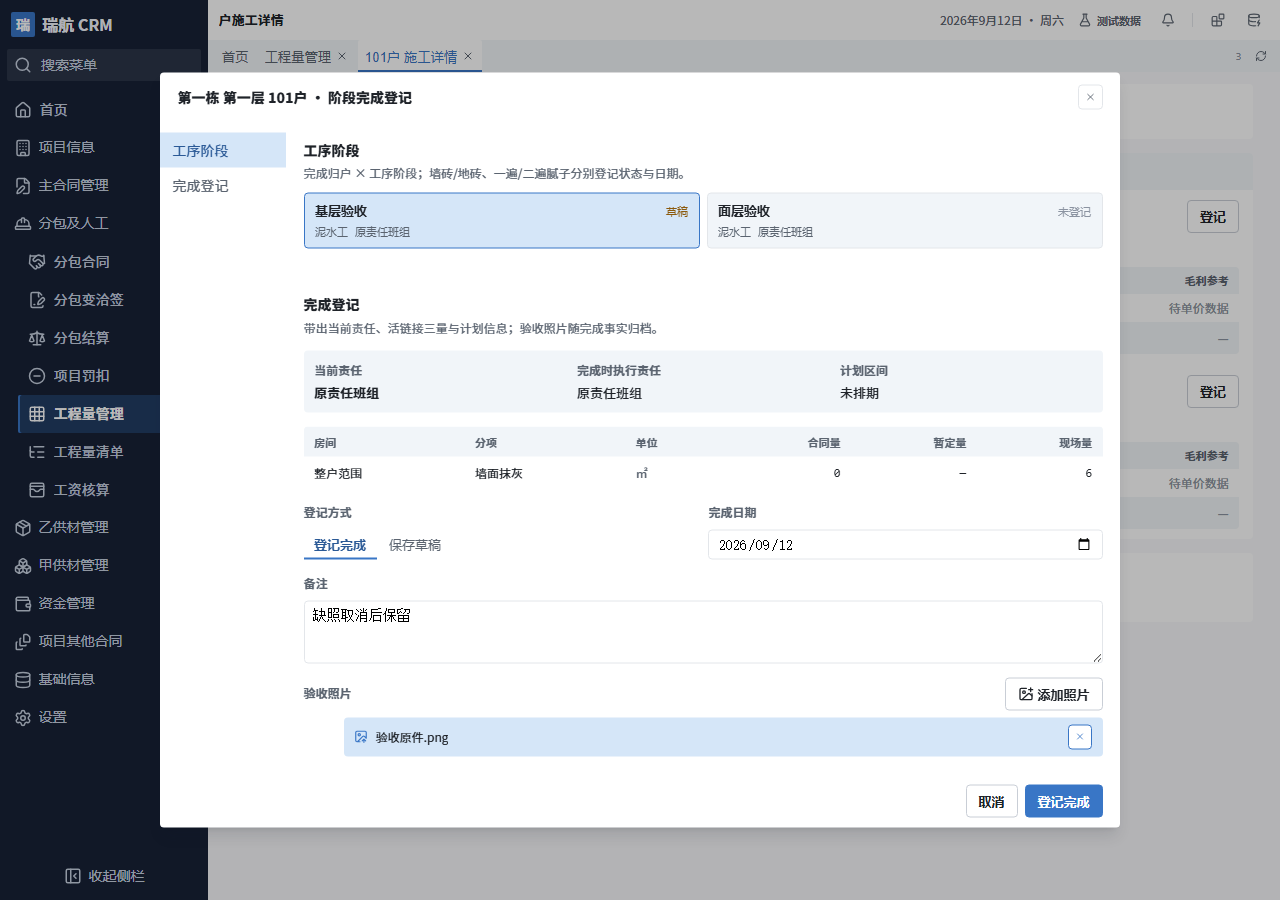 瑞 瑞航 CRM
搜索菜单
首页
项目信息
主合同管理
分包及人工
分包合同
分包变洽签
分包结算
项目罚扣
工程量管理
工程量清单
工资核算
乙供材管理
甲供材管理
资金管理
项目其他合同
基础信息
设置
收起侧栏
户施工详情
2026年9月12日 · 周六 测试数据
首页 工程量管理 × 101户 施工详情 × 3
第一栋 第一层 101户 · 阶段完成登记 ×
工序阶段
完成登记
工序阶段
完成归户 × 工序阶段；墙砖/地砖、一遍/二遍腻子分别登记状态与日期。
基层验收 草稿
泥水工 原责任班组
面层验收 未登记
泥水工 原责任班组
完成登记
带出当前责任、活链接三量与计划信息；验收照片随完成事实归档。
当前责任 完成时执行责任 计划区间
原责任班组 原责任班组 未排期
房间 分项 单位 合同量 暂定量 现场量
整户范围 墙面抹灰 ㎡ 0 — 6
登记方式 完成日期
登记完成 保存草稿 2026/09/12
备注
缺照取消后保留
验收照片 添加照片
验收原件.png ×
取消 登记完成
登记
毛利参考
待单价数据
—
登记
毛利参考
待单价数据
—